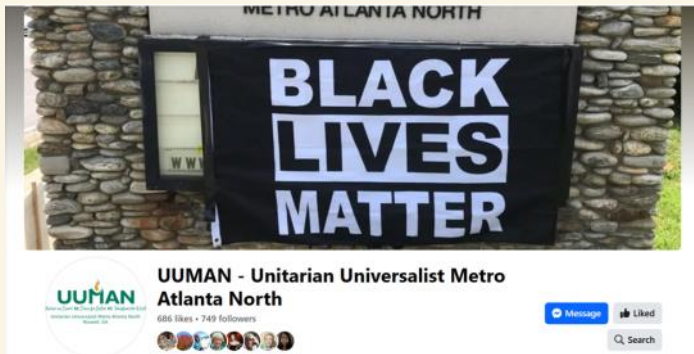 METRO ATLANTA NORTH
WWW
BLACK
LIVES
MATTER
UUMAN
Unitarian Universalist Metro Atlanta North
Roswell, GA
UUMAN - Unitarian Universalist Metro
Atlanta North
686 likes • 749 followers
Message
Liked
Search